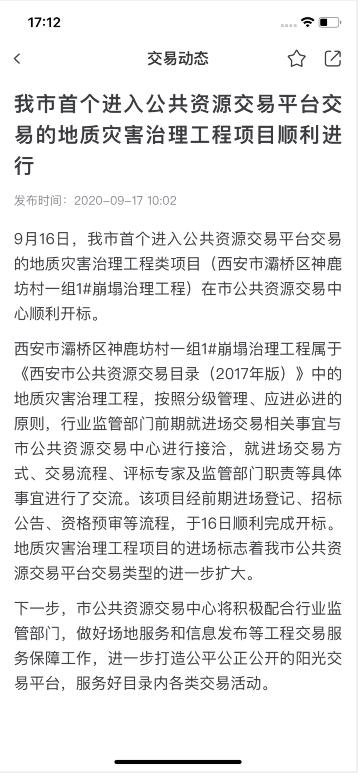 17:12
交易动态
我市首个进入公共资源交易平台交
易的地质灾害治理工程项目顺利进
行
发布时间：2020-09-17 10:02
9月16日，我市首个进入公共资源交易平台交易
的地质灾害治理工程类项目（西安市灞桥区神鹿
坊村一组1#崩塌治理工程）在市公共资源交易中
心顺利开标。
西安市灞桥区神鹿坊村一组1#崩塌治理工程属于
《西安市公共资源交易目录（2017年版）》中的
地质灾害治理工程，按照分级管理、应进必进的
原则，行业监管部门前期就进场交易相关事宜与
市公共资源交易中心进行接洽，就进场交易方
式、交易流程、评标专家及监管部门职责等具体
事宜进行了交流。该项目经前期进场登记、招标
公告、资格预审等流程，于16日顺利完成开标。
地质灾害治理工程项目的进场标志着我市公共资
源交易平台交易类型的进一步扩大。
下一步，市公共资源交易中心将积极配合行业监
管部门，做好场地服务和信息发布等工程交易服
务保障工作，进一步打造公平公正公开的阳光交
易平台，服务好目录内各类交易活动。